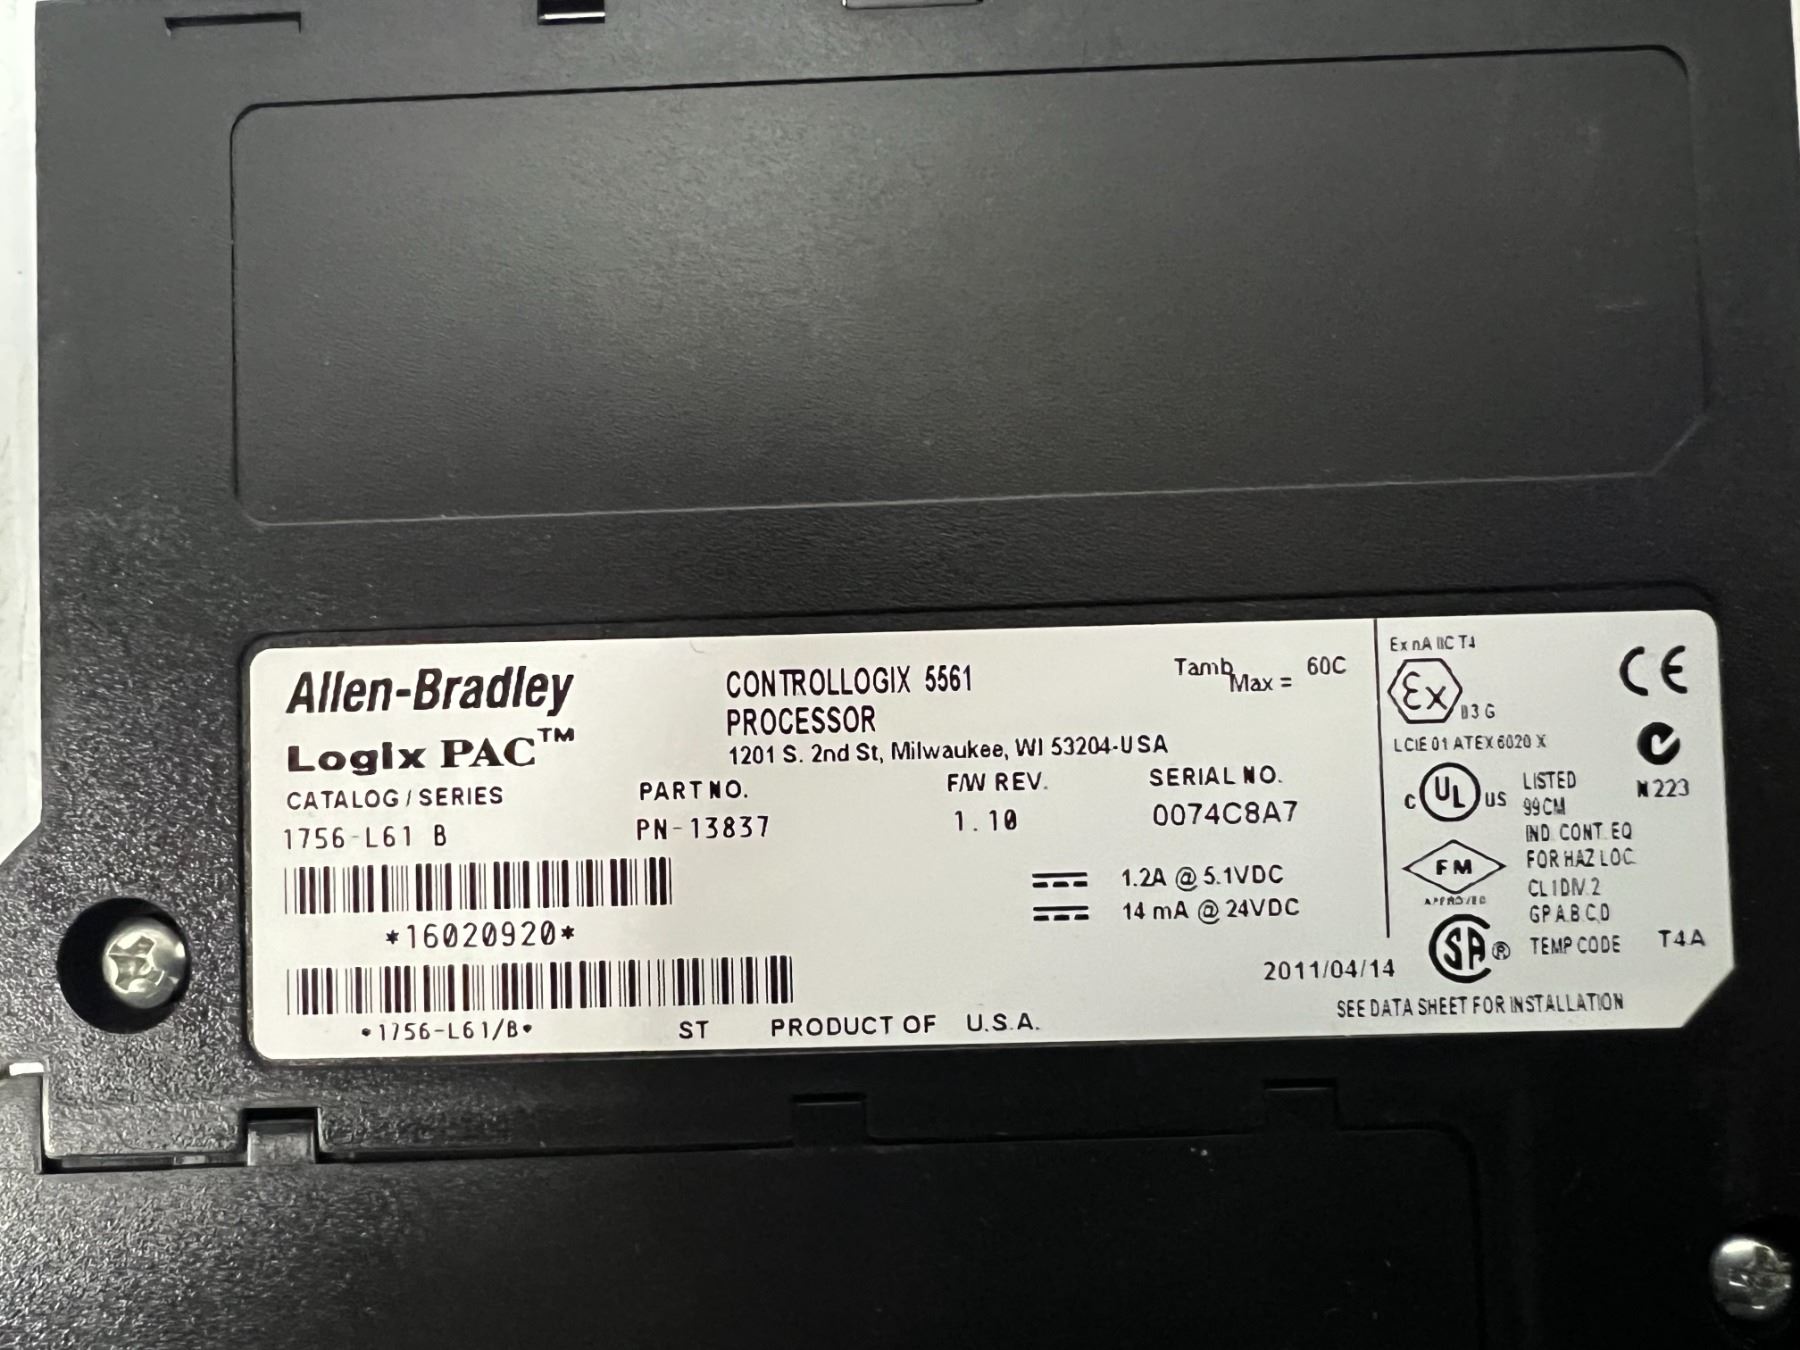 Allen-Bradley
Logix PAC™
CONTROLLOGIX 5561
PROCESSOR
1201 S. 2nd St, Milwaukee, WI 53204-USA
Tamb Max = 60C
CATALOG / SERIES
1756-L61 B
PART NO.
PN-13837
F/W REV.
1.10
SERIAL NO.
0074C8A7
*16020920*
1.2A @ 5.1VDC
14 mA @ 24VDC
*1756-L61/B*
ST PRODUCT OF U.S.A.
2011/04/14
Ex nA IIC T4
Ex
II 3 G
LCIE 01 ATEX 6020 X
CE
N223
C UL US
LISTED
99CM
IND. CONT. EQ
FOR HAZ LOC.
CL I DIV. 2
GP A,B,C,D
TEMP CODE T4A
FM
APPROVED
SA®
SEE DATA SHEET FOR INSTALLATION